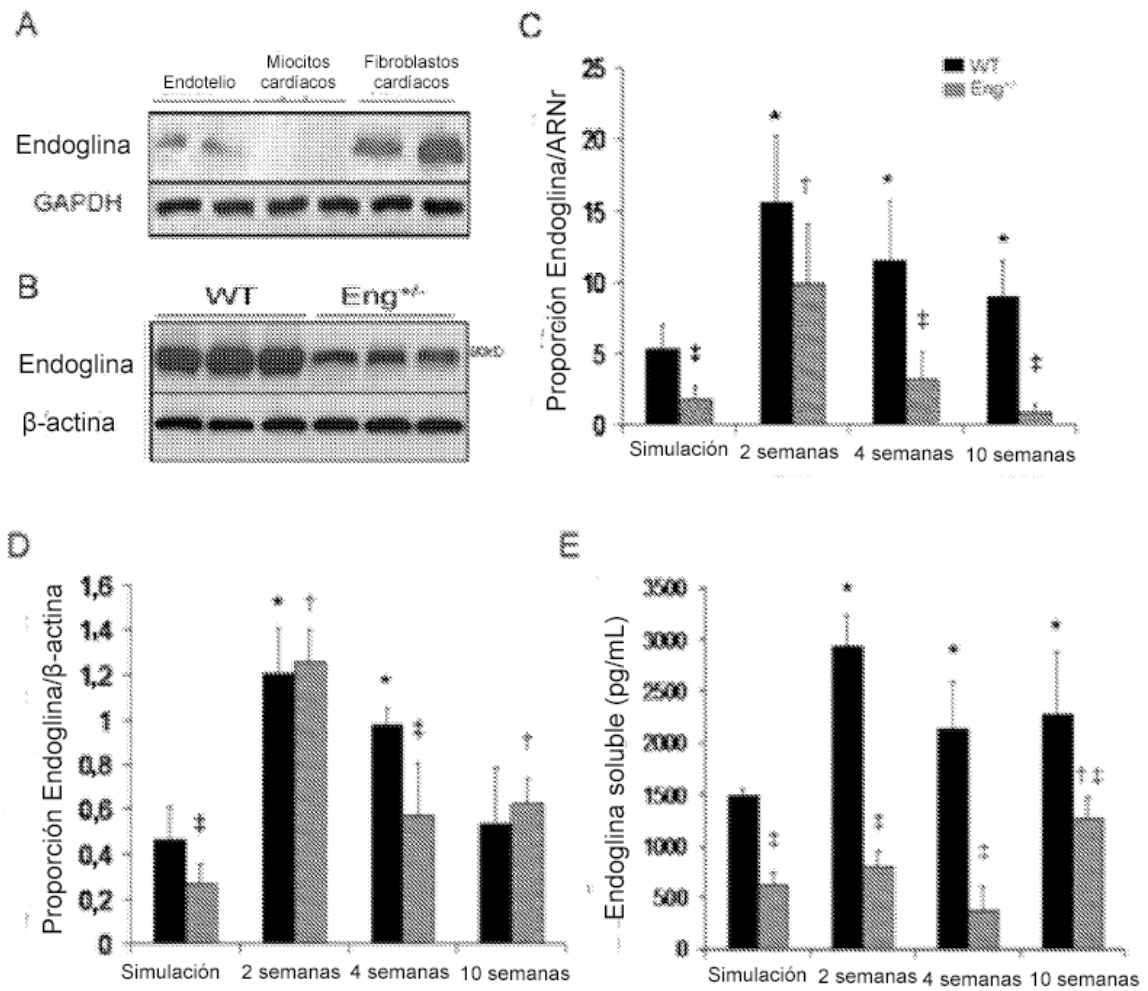 A
Endotelio
Miocitos
cardíacos
Fibroblastos
cardíacos
Endoglina
GAPDH
B
WT Eng+/-
Endoglina
β-actina
C
Proporción Endoglina/ARNr
25
20
15
10
5
0
WT
Eng+/-
* † * ‡ * ‡ ‡
Simulación 2 semanas 4 semanas 10 semanas
D
Proporción Endoglina/β-actina
1,6
1,4
1,2
1
0,8
0,6
0,4
0,2
0
‡ * † * ‡ †
Simulación 2 semanas 4 semanas 10 semanas
E
Endoglina soluble (pg/mL)
3500
3000
2500
2000
1500
1000
500
0
‡ * ‡ * ‡ * †‡
Simulación 2 semanas 4 semanas 10 semanas